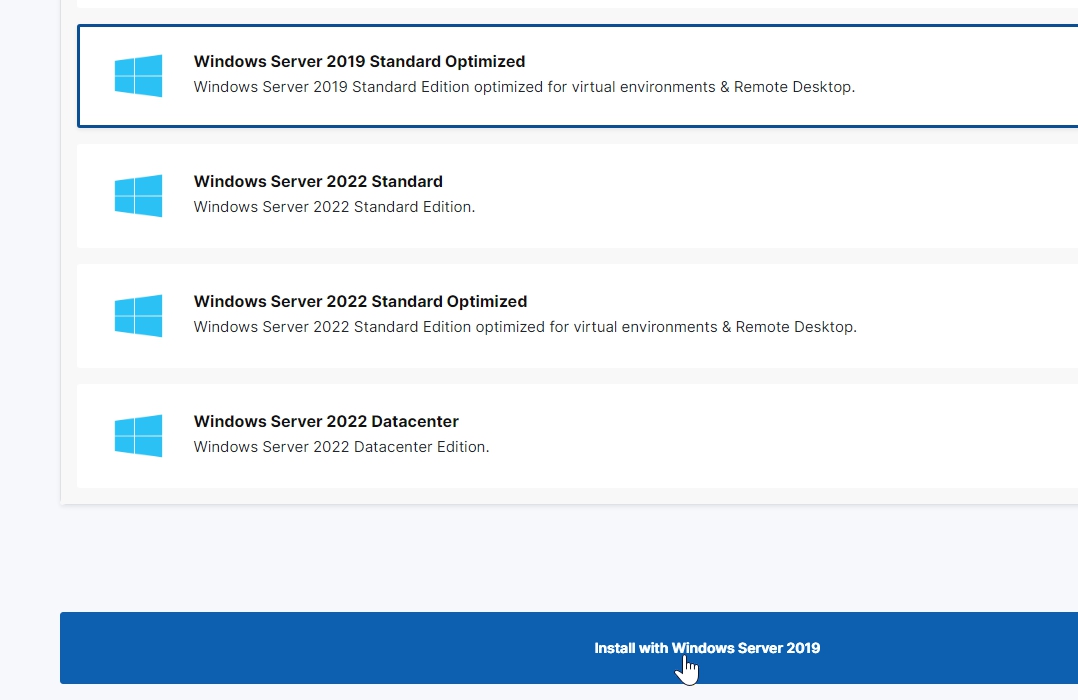 Windows Server 2019 Standard Optimized
Windows Server 2019 Standard Edition optimized for virtual environments & Remote Desktop.
Windows Server 2022 Standard
Windows Server 2022 Standard Edition.
Windows Server 2022 Standard Optimized
Windows Server 2022 Standard Edition optimized for virtual environments & Remote Desktop.
Windows Server 2022 Datacenter
Windows Server 2022 Datacenter Edition.
Install with Windows Server 2019